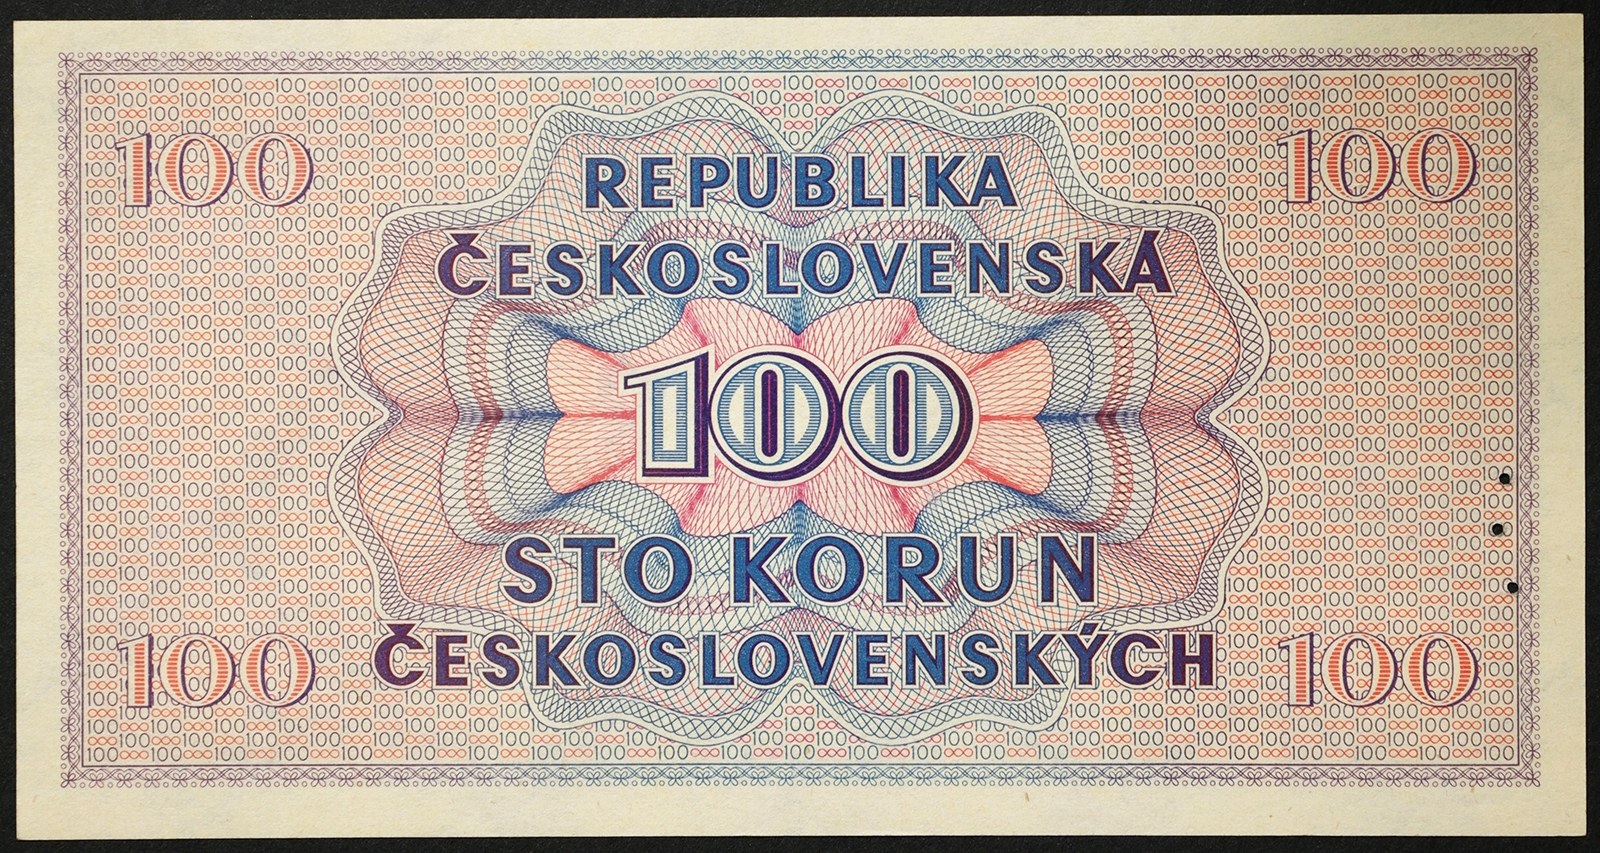 100 100
REPUBLIKA
ČESKOSLOVENSKÁ
100
STO KORUN
ČESKOSLOVENSKÝCH
100 100